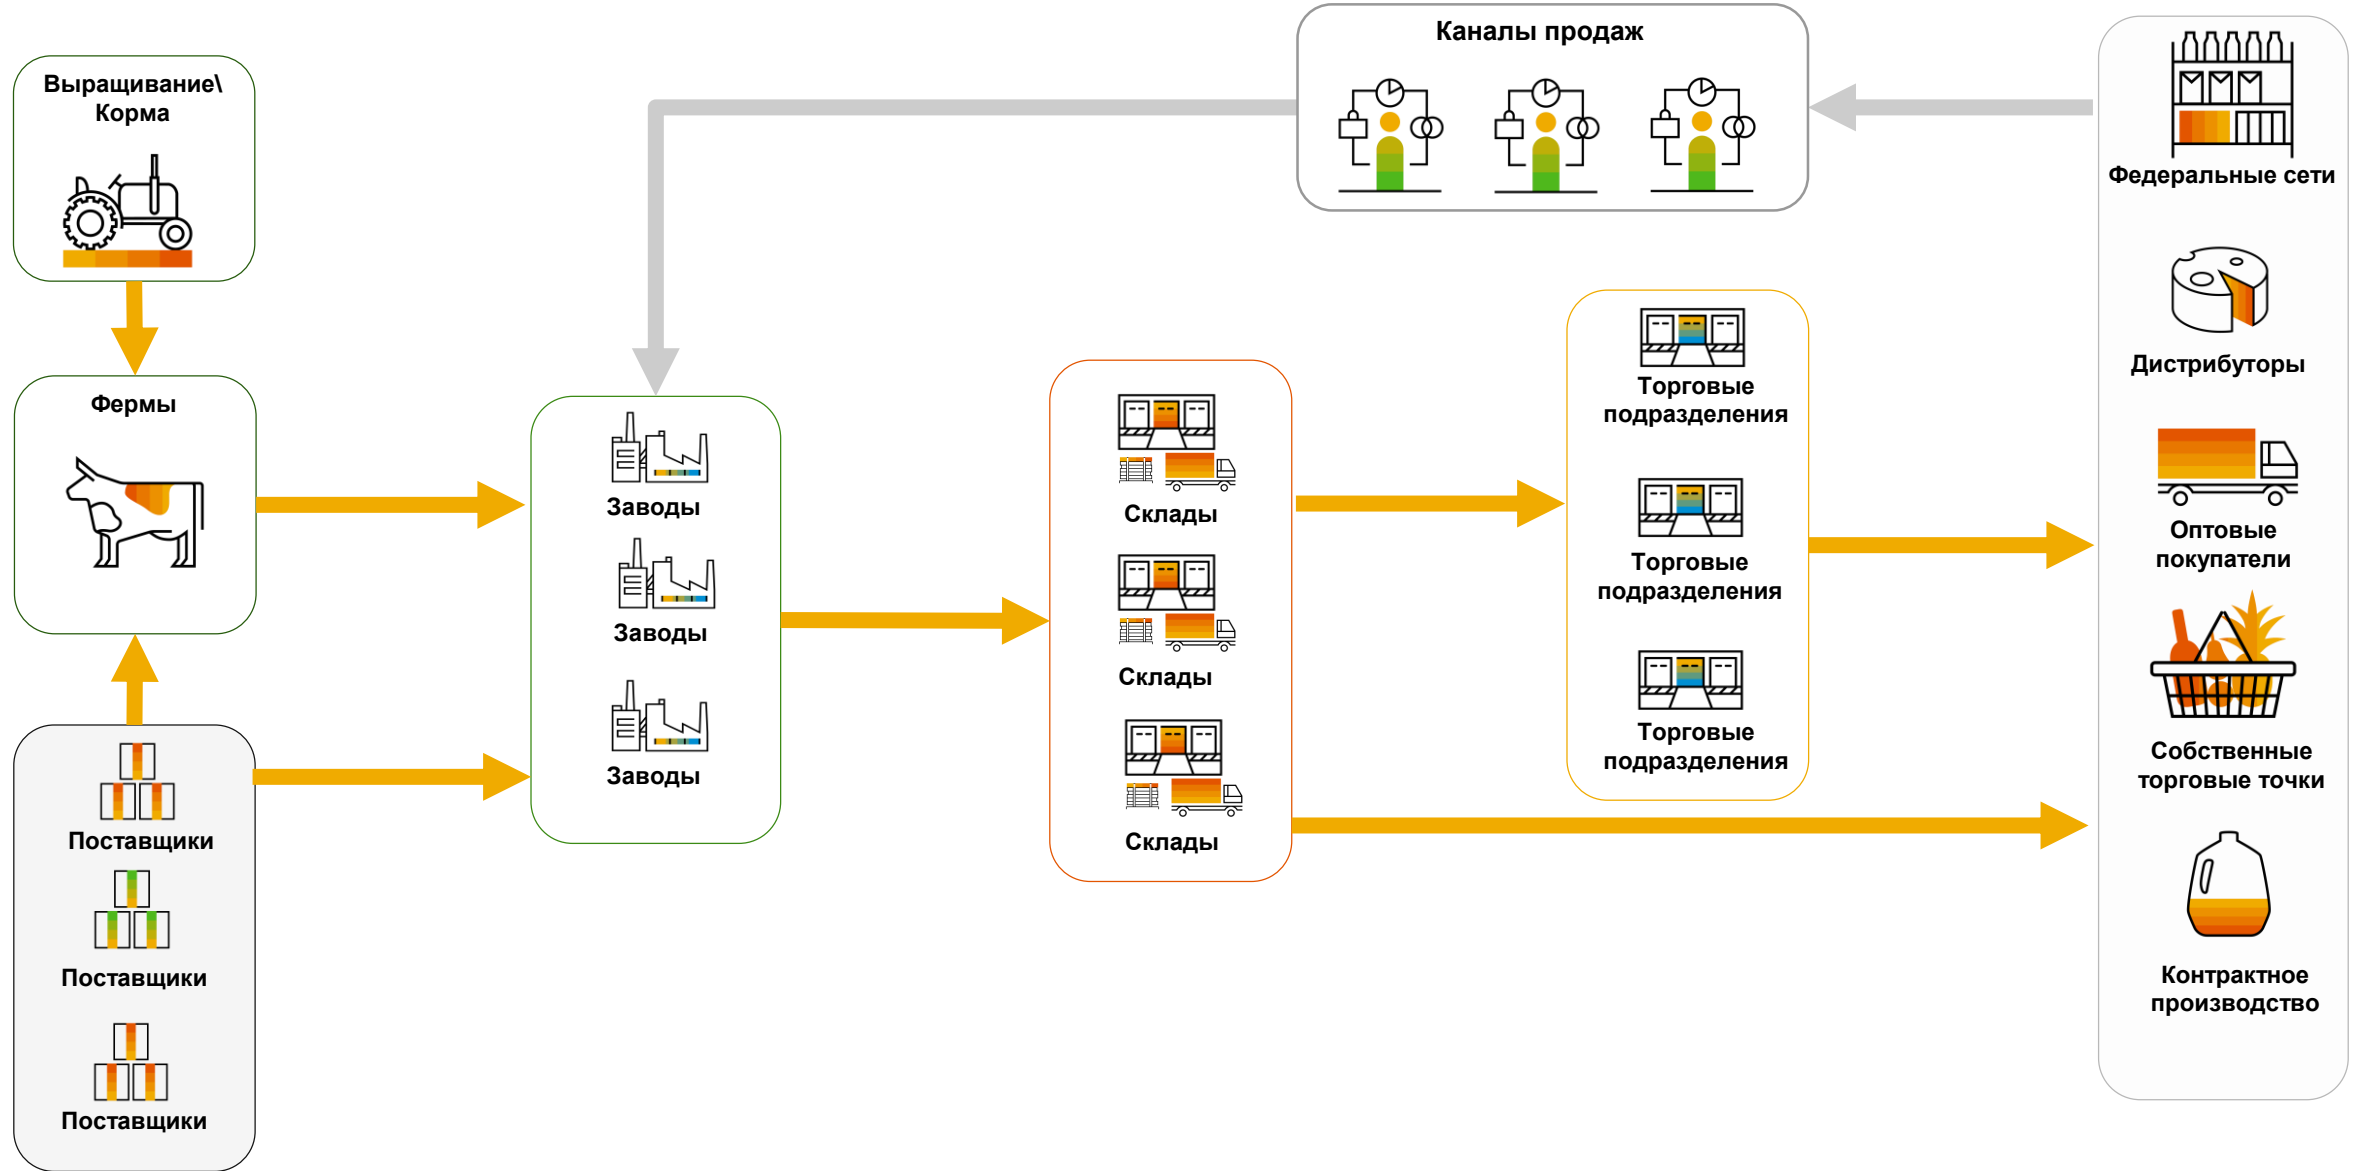 Каналы продаж
Выращивание\
Корма
Фермы
Поставщики
Поставщики
Поставщики
Заводы
Заводы
Заводы
Склады
Склады
Склады
Торговые
подразделения
Торговые
подразделения
Торговые
подразделения
Федеральные сети
Дистрибуторы
Оптовые
покупатели
Собственные
торговые точки
Контрактное
производство